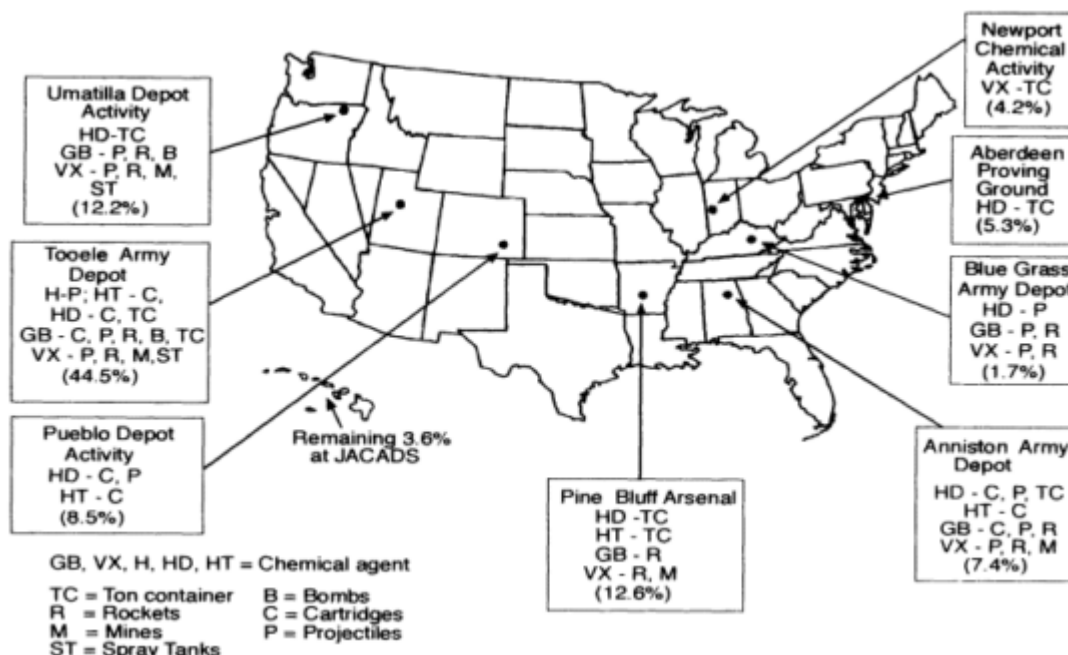 Umatilla Depot
Activity
HD-TC
GB - P, R, B
VX - P, R, M,
ST
(12.2%)
Tooele Army
Depot
H-P; HT - C,
HD - C, TC
GB - C, P, R, B, TC
VX - P, R, M,ST
(44.5%)
Pueblo Depot
Activity
HD - C, P
HT - C
(8.5%)
Remaining 3.6%
at JACADS
Pine Bluff Arsenal
HD -TC
HT - TC
GB - R
VX - R, M
(12.6%)
Newport
Chemical
Activity
VX -TC
(4.2%)
Aberdeen
Proving
Ground
HD - TC
(5.3%)
Blue Grass
Army Depot
HD - P
GB - P, R
VX - P, R
(1.7%)
Anniston Army
Depot
HD - C, P, TC
HT - C
GB - C, P, R
VX - P, R, M
(7.4%)
GB, VX, H, HD, HT = Chemical agent
TC = Ton container B = Bombs
R = Rockets C = Cartridges
M = Mines P = Projectiles
ST = Spray Tanks